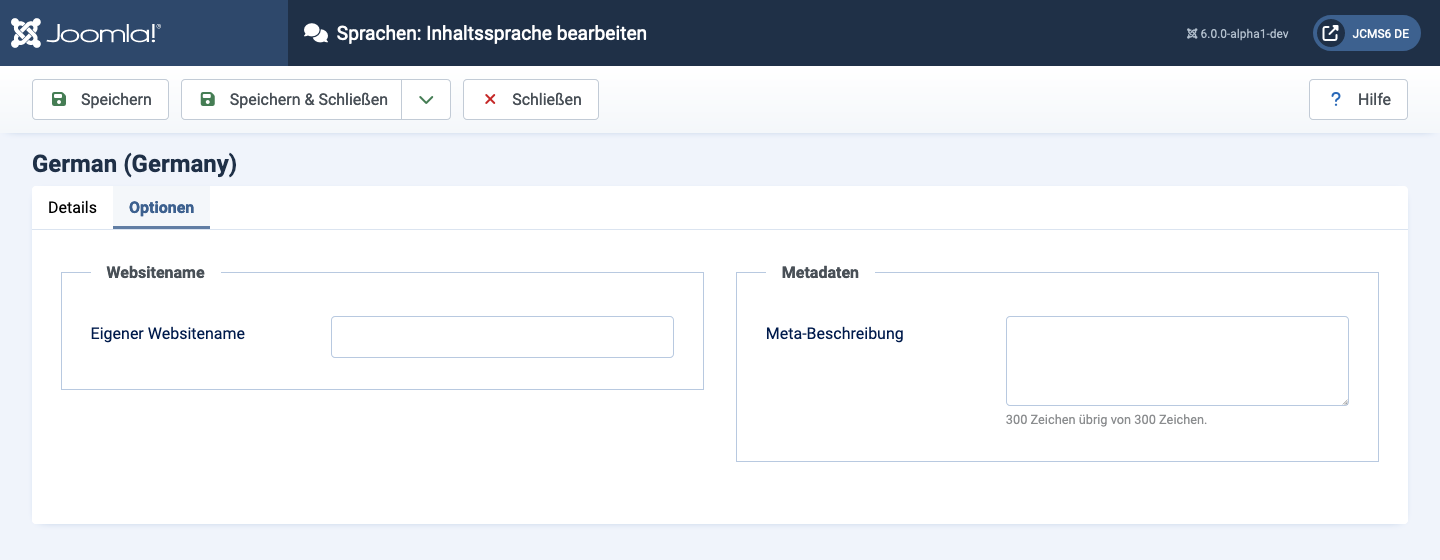 Joomla!®
Sprachen: Inhaltssprache bearbeiten
6.0.0-alpha1-dev
JCMS6 DE
Speichern
Speichern & Schließen
Schließen
? Hilfe
German (Germany)
Details
Optionen
Websitename
Eigener Websitename
Metadaten
Meta-Beschreibung
300 Zeichen übrig von 300 Zeichen.